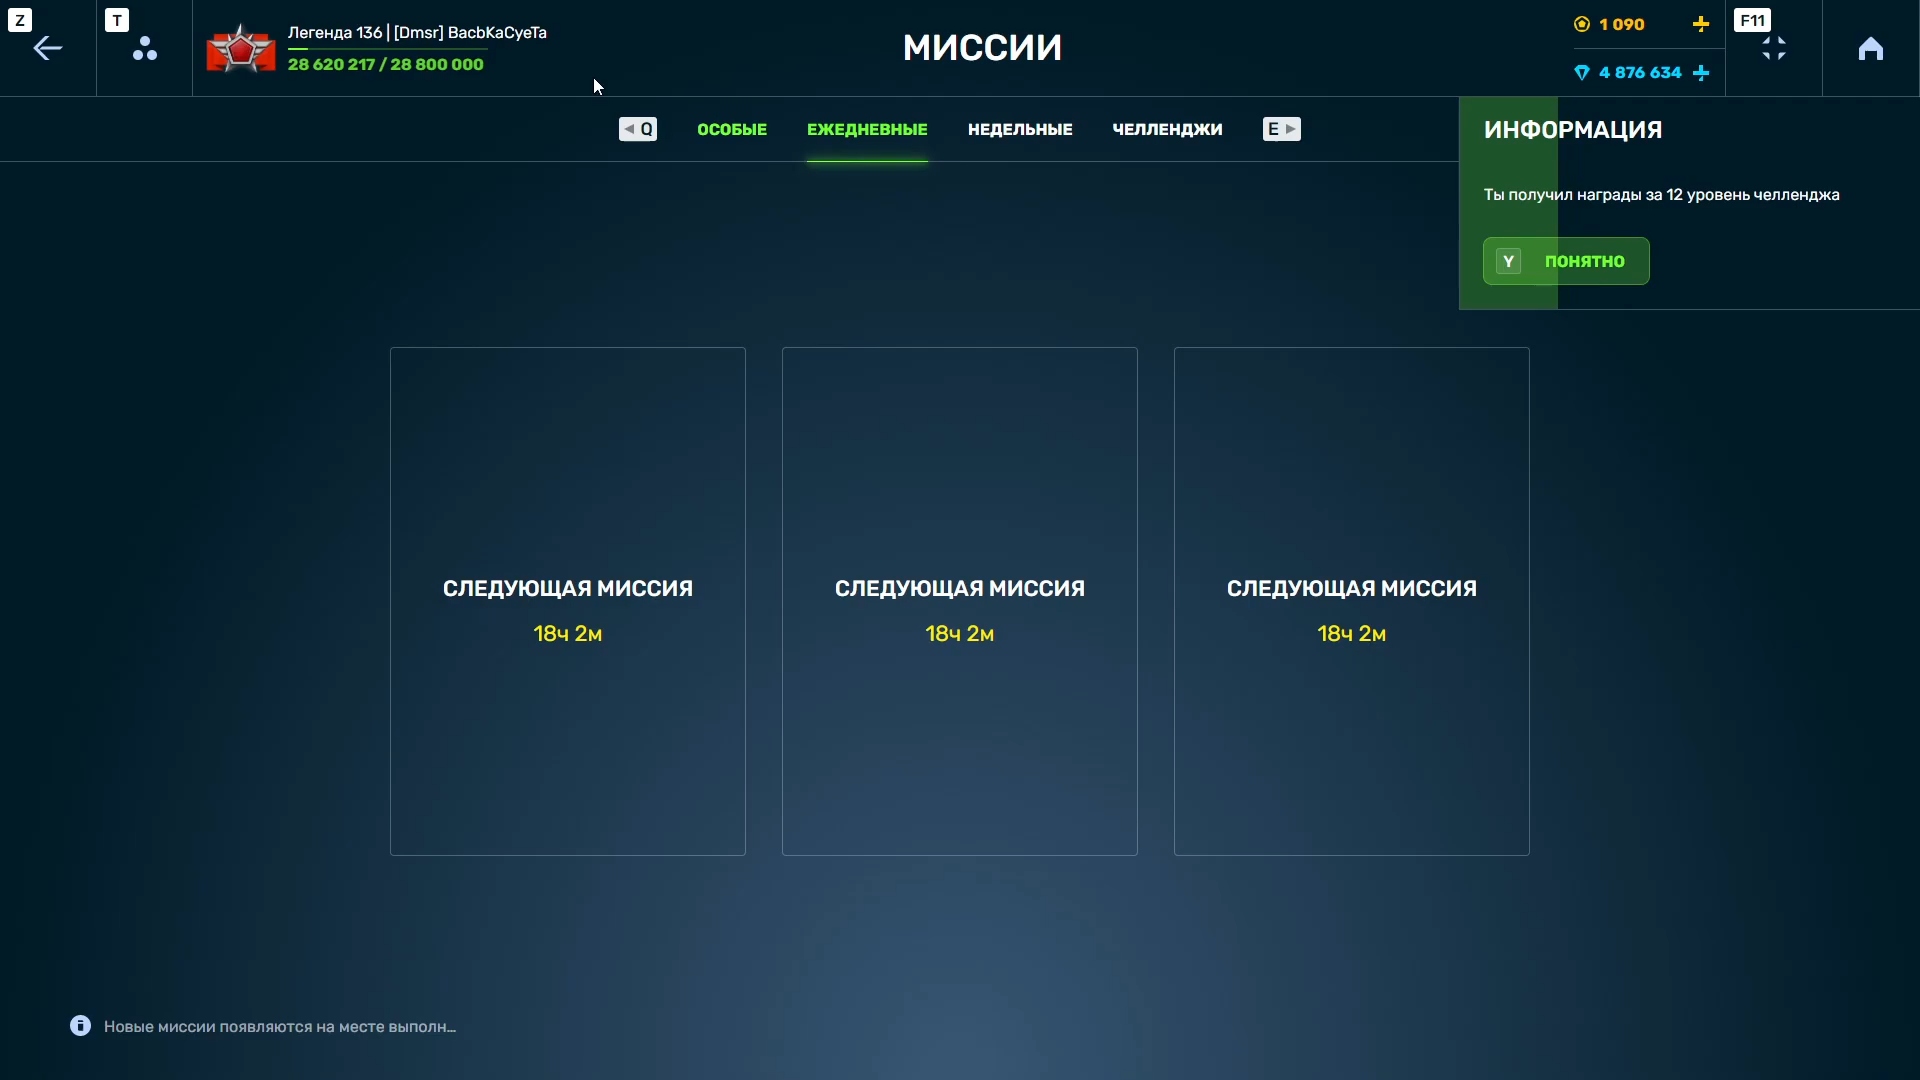 Z
T
Легенда 136 | [Dmsr] BacbKaCyeTa
28 620 217 / 28 800 000
МИССИИ
1 090
4 876 634
F11
Q
ОСОБЫЕ
ЕЖЕДНЕВНЫЕ
НЕДЕЛЬНЫЕ
ЧЕЛЛЕНДЖИ
E
ИНФОРМАЦИЯ
Ты получил награды за 12 уровень челленджа
Y ПОНЯТНО
СЛЕДУЮЩАЯ МИССИЯ
18ч 2м
СЛЕДУЮЩАЯ МИССИЯ
18ч 2м
СЛЕДУЮЩАЯ МИССИЯ
18ч 2м
Новые миссии появляются на месте выполн...